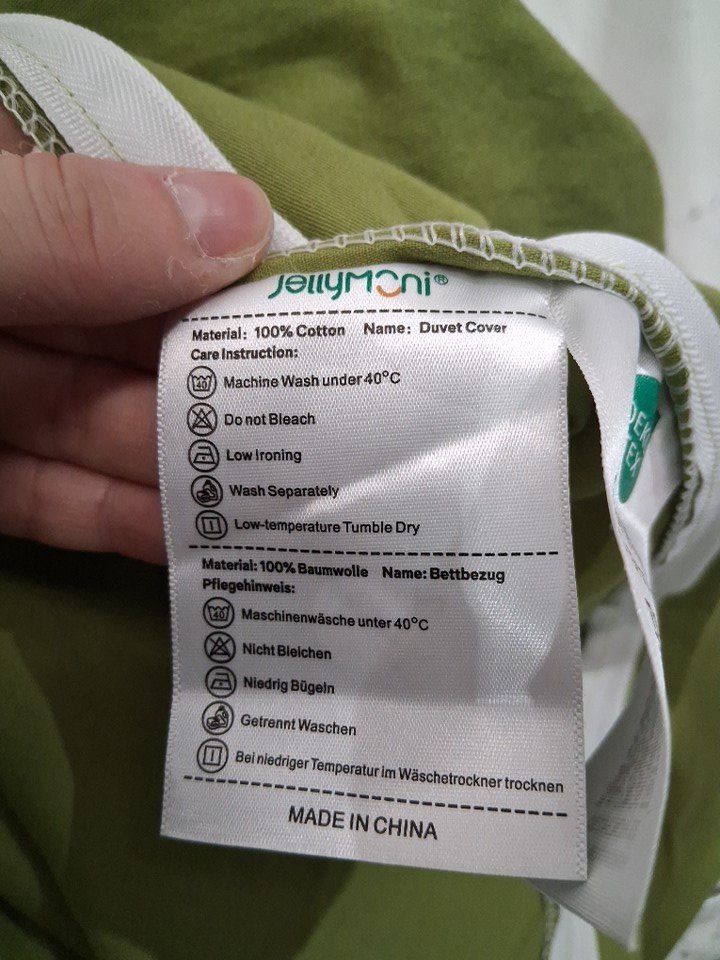 JellyMoni®
Material: 100% Cotton Name: Duvet Cover
Care Instruction:
40 Machine Wash under 40°C
Do not Bleach
Low Ironing
Wash Separately
Low-temperature Tumble Dry
Material: 100% Baumwolle Name: Bettbezug
Pflegehinweis:
40 Maschinenwäsche unter 40°C
Nicht Bleichen
Niedrig Bügeln
Getrennt Waschen
Bei niedriger Temperatur im Wäschetrockner trocknen
MADE IN CHINA